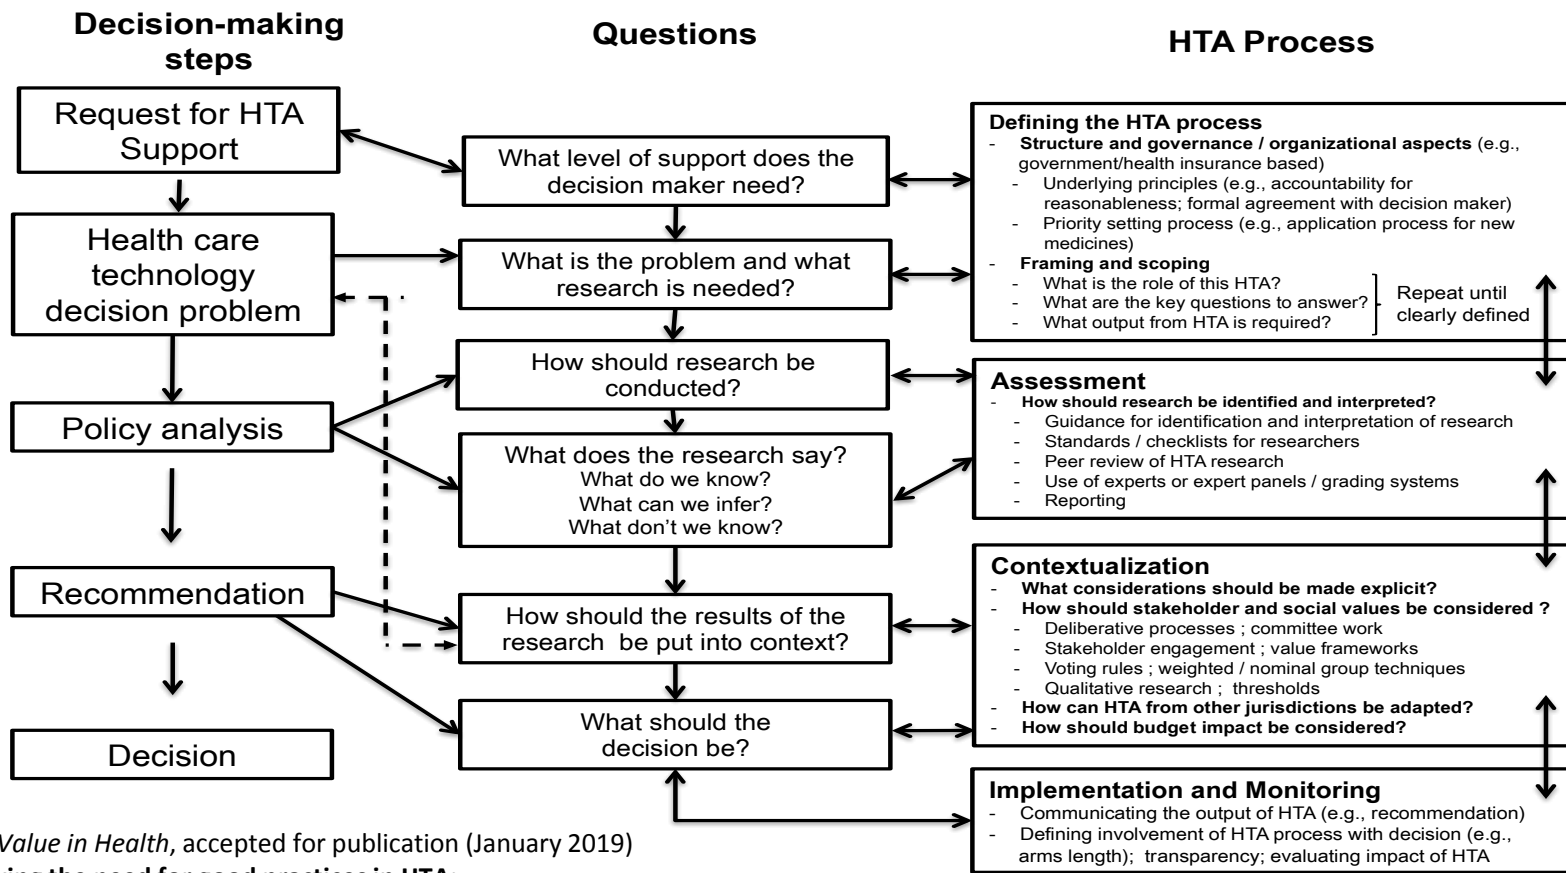 Decision-making
steps
Questions
HTA Process
Request for HTA
Support
Health care
technology
decision problem
Policy analysis
Recommendation
Decision
What level of support does the
decision maker need?
What is the problem and what
research is needed?
How should research be
conducted?
What does the research say?
What do we know?
What can we infer?
What don't we know?
How should the results of the
research be put into context?
What should the
decision be?
Defining the HTA process
- Structure and governance / organizational aspects (e.g.,
government/health insurance based)
- Underlying principles (e.g., accountability for
reasonableness; formal agreement with decision maker)
- Priority setting process (e.g., application process for new
medicines)
- Framing and scoping
- What is the role of this HTA?
- What are the key questions to answer?
- What output from HTA is required?
Repeat until
clearly defined
Assessment
- How should research be identified and interpreted?
- Guidance for identification and interpretation of research
- Standards / checklists for researchers
- Peer review of HTA research
- Use of experts or expert panels / grading systems
- Reporting
Contextualization
- What considerations should be made explicit?
- How should stakeholder and social values be considered ?
- Deliberative processes ; committee work
- Stakeholder engagement ; value frameworks
- Voting rules ; weighted / nominal group techniques
- Qualitative research ; thresholds
- How can HTA from other jurisdictions be adapted?
- How should budget impact be considered?
Implementation and Monitoring
- Communicating the output of HTA (e.g., recommendation)
- Defining involvement of HTA process with decision (e.g.,
arms length); transparency; evaluating impact of HTA
Value in Health, accepted for publication (January 2019)
the need for good practices in HTA: